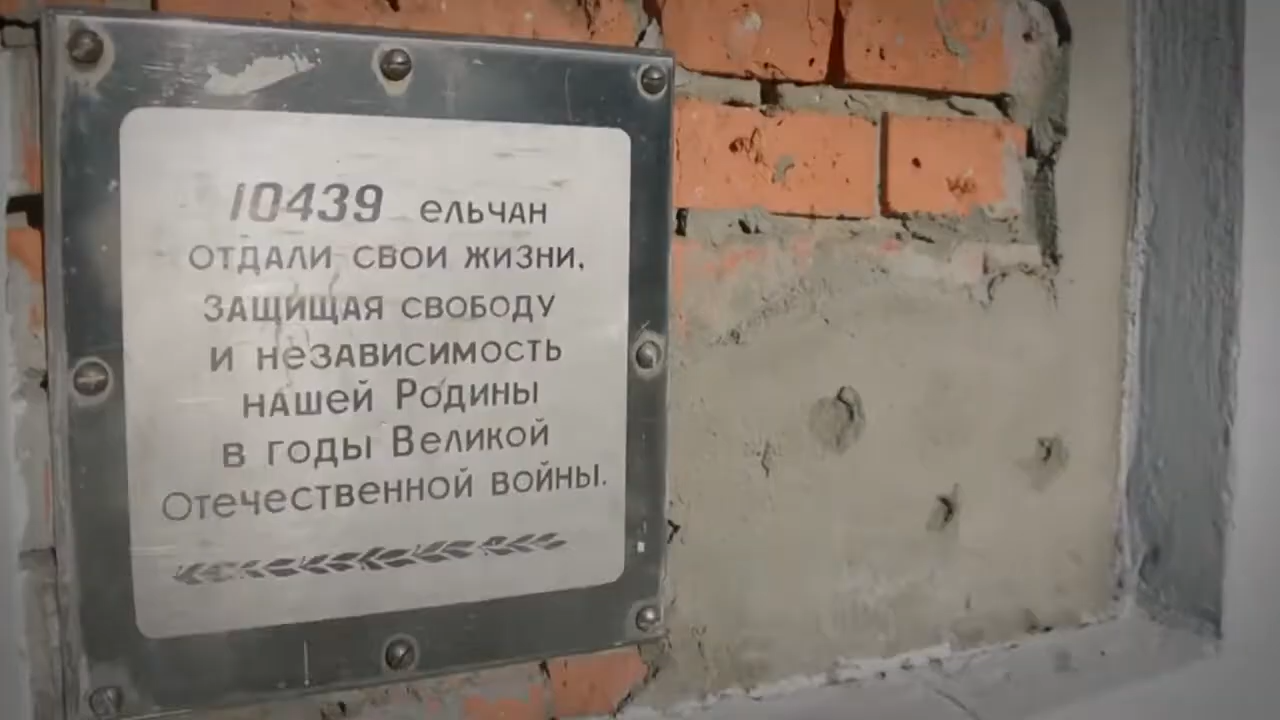 10439 ельчан
отдали свои жизни,
защищая свободу
и независимость
нашей Родины
в годы Великой
Отечественной войны.